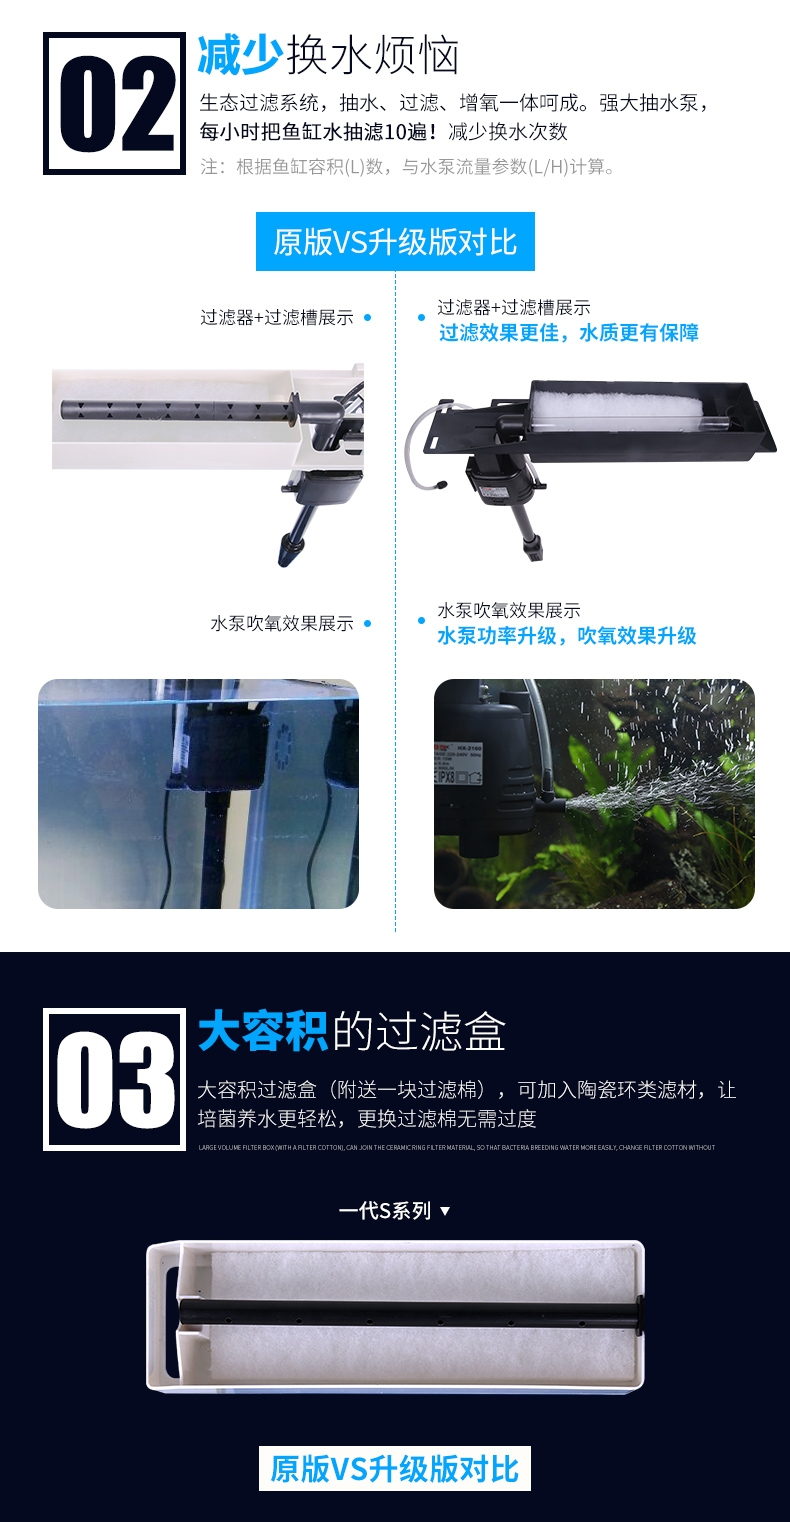 02
减少换水烦恼
生态过滤系统，抽水、过滤、增氧一体呵成。强大抽水泵，
每小时把鱼缸水抽滤10遍！减少换水次数
注：根据鱼缸容积(L)数，与水泵流量参数(L/H)计算。
原版VS升级版对比
过滤器+过滤槽展示
过滤器+过滤槽展示
过滤效果更佳，水质更有保障
水泵吹氧效果展示
水泵吹氧效果展示
水泵功率升级，吹氧效果升级
IPX8
03
大容积的过滤盒
大容积过滤盒（附送一块过滤棉），可加入陶瓷环类滤材，让
培菌养水更轻松，更换过滤棉无需过度
LARGE VOLUME FILTER BOX (WITH A FILTER COTTON), CAN JOIN THE CERAMIC RING FILTER MATERIAL, SO THAT BACTERIA BREEDING WATER MORE EASILY, CHANGE FILTER COTTON WITHOUT
一代S系列▼
原版VS升级版对比